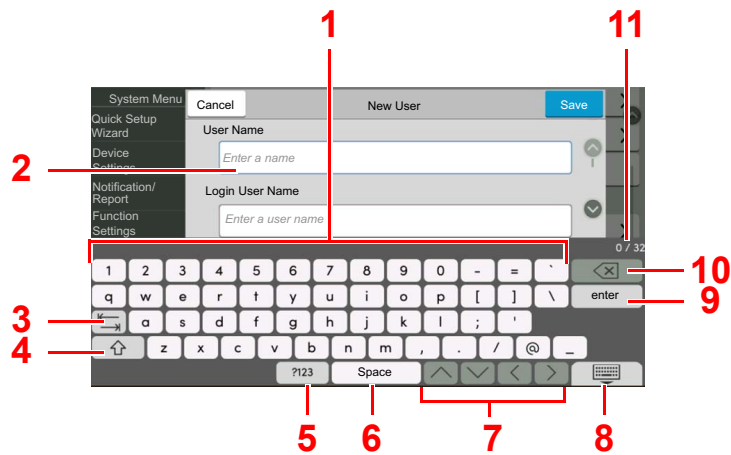 1 11
System Menu Cancel New User Save
Quick Setup
Wizard
User Name
Device
Settings
2
Enter a name
Notification/
Report
Login User Name
Function
Settings
Enter a user name
0 / 32
1 2 3 4 5 6 7 8 9 0 - = `
10
q w e r t y u i o p [ ] \ enter
9
3
a s d f g h j k l ; '
4
z x c v b n m , . / @ _
?123 Space
5 6 7 8